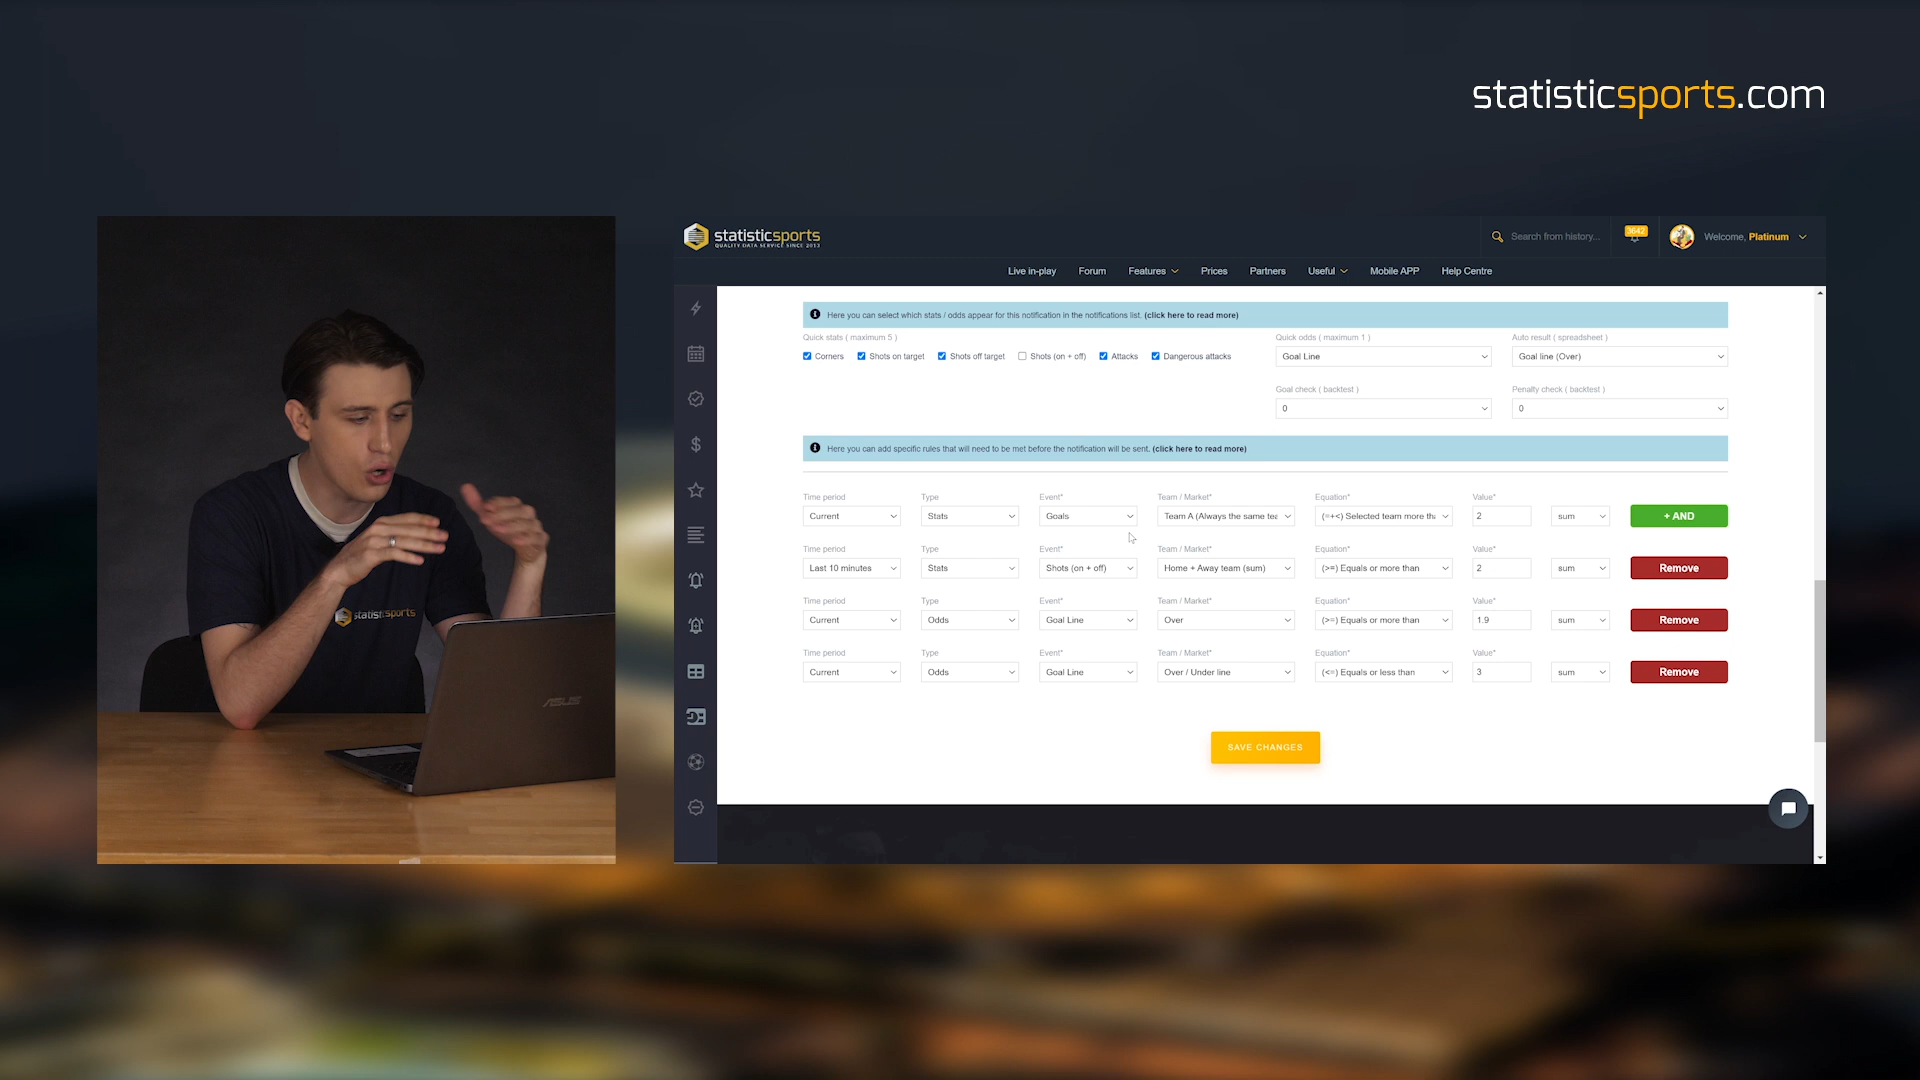 statisticsports.com
statisticsports
QUALITY DATA SERVICE SINCE 2013
Search from history...
3642
Welcome, Platinum
Live in-play Forum Features Prices Partners Useful Mobile APP Help Centre
Here you can select which stats / odds appear for this notification in the notifications list. (click here to read more)
Quick stats ( maximum 5 ) Quick odds ( maximum 1 ) Auto result ( spreadsheet )
Corners Shots on target Shots off target Shots (on + off) Attacks Dangerous attacks Goal Line Goal line (Over)
Goal check ( backtest ) Penalty check ( backtest )
0 0
Here you can add specific rules that will need to be met before the notification will be sent. (click here to read more)
Time period Type Event* Team / Market* Equation* Value*
Current Stats Goals Team A (Always the same tea (=+<) Selected team more tha 2 sum + AND
Time period Type Event* Team / Market* Equation* Value*
Last 10 minutes Stats Shots (on + off) Home + Away team (sum) (>=) Equals or more than 2 sum Remove
Time period Type Event* Team / Market* Equation* Value*
Current Odds Goal Line Over (>=) Equals or more than 1.9 sum Remove
Time period Type Event* Team / Market* Equation* Value*
Current Odds Goal Line Over / Under line (<=) Equals or less than 3 sum Remove
SAVE CHANGES
statisticsports
ASUS